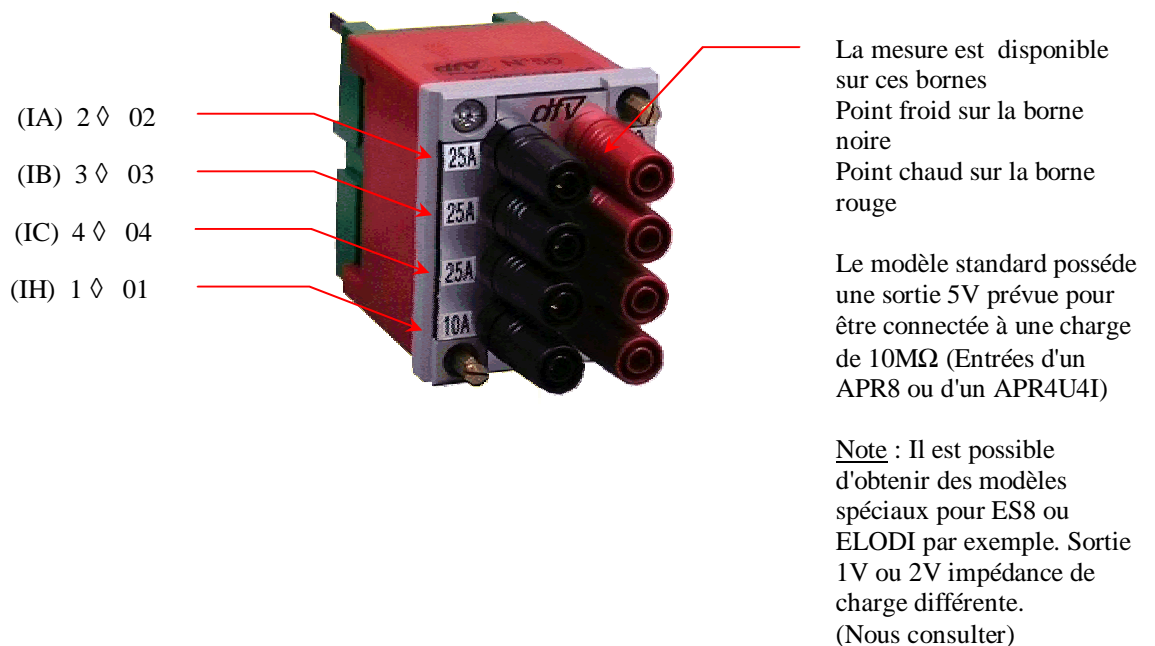 (IA) 2 ◊ 02
(IB) 3 ◊ 03
(IC) 4 ◊ 04
(IH) 1 ◊ 01
N°50
dfv
25A
25A
25A
10A
La mesure est disponible
sur ces bornes
Point froid sur la borne
noire
Point chaud sur la borne
rouge
Le modèle standard posséde
une sortie 5V prévue pour
être connectée à une charge
de 10MΩ (Entrées d'un
APR8 ou d'un APR4U4I)
Note : Il est possible
d'obtenir des modèles
spéciaux pour ES8 ou
ELODI par exemple. Sortie
1V ou 2V impédance de
charge différente.
(Nous consulter)